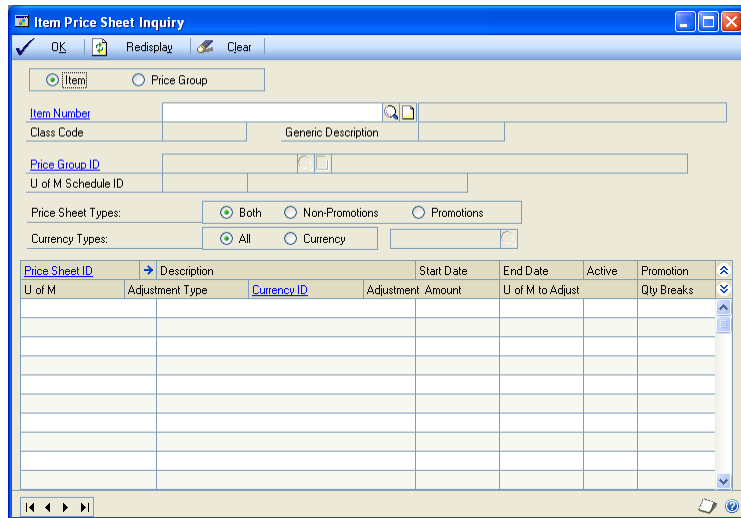 Item Price Sheet Inquiry
OK Redisplay Clear
Item Price Group
Item Number
Class Code Generic Description
Price Group ID
U of M Schedule ID
Price Sheet Types: Both Non-Promotions Promotions
Currency Types: All Currency
Price Sheet ID Description Start Date End Date Active Promotion
U of M Adjustment Type Currency ID Adjustment Amount U of M to Adjust Qty Breaks